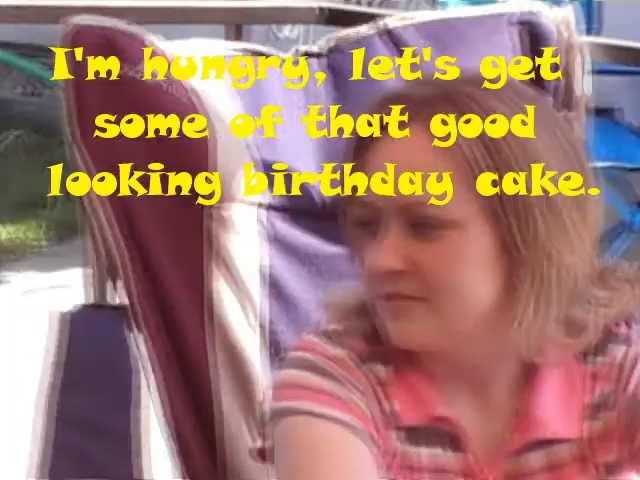 I'm hungry, let's get
some of that good
looking birthday cake.